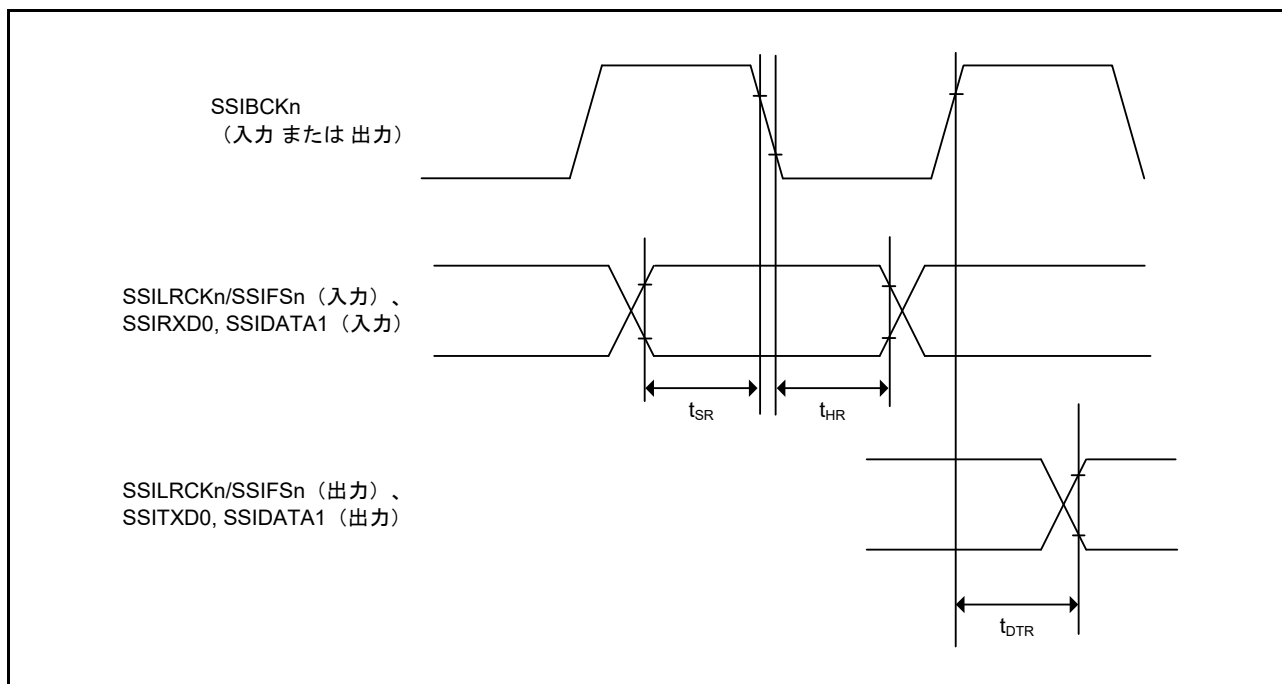 SSIBCKn
（入力 または 出力）
SSILRCKn/SSIFSn（入力）、
SSIRXD0, SSIDATA1（入力）
tSR
tHR
SSILRCKn/SSIFSn（出力）、
SSITXD0, SSIDATA1（出力）
tDTR